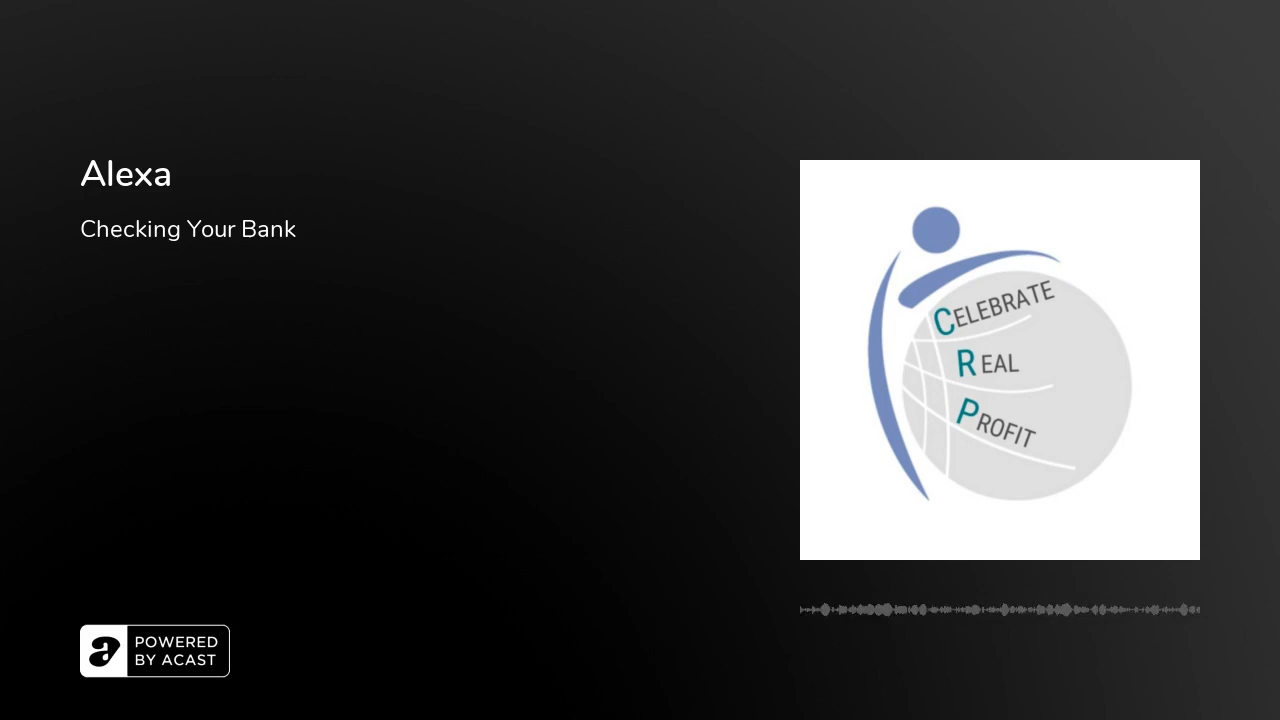 Alexa
Checking Your Bank
CELEBRATE
REAL
PROFIT
POWERED
BY ACAST